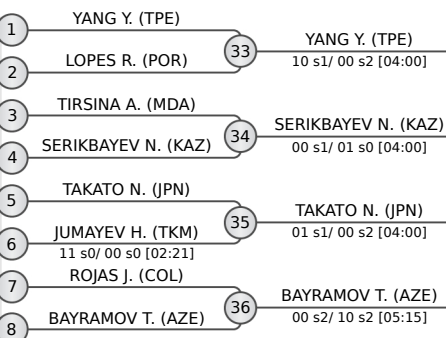 1
YANG Y. (TPE)
33
YANG Y. (TPE)
10 s1/ 00 s2 [04:00]
2
LOPES R. (POR)
3
TIRSINA A. (MDA)
34
SERIKBAYEV N. (KAZ)
00 s1/ 01 s0 [04:00]
4
SERIKBAYEV N. (KAZ)
5
TAKATO N. (JPN)
35
TAKATO N. (JPN)
01 s1/ 00 s2 [04:00]
6
JUMAYEV H. (TKM)
11 s0/ 00 s0 [02:21]
7
ROJAS J. (COL)
36
BAYRAMOV T. (AZE)
00 s2/ 10 s2 [05:15]
8
BAYRAMOV T. (AZE)